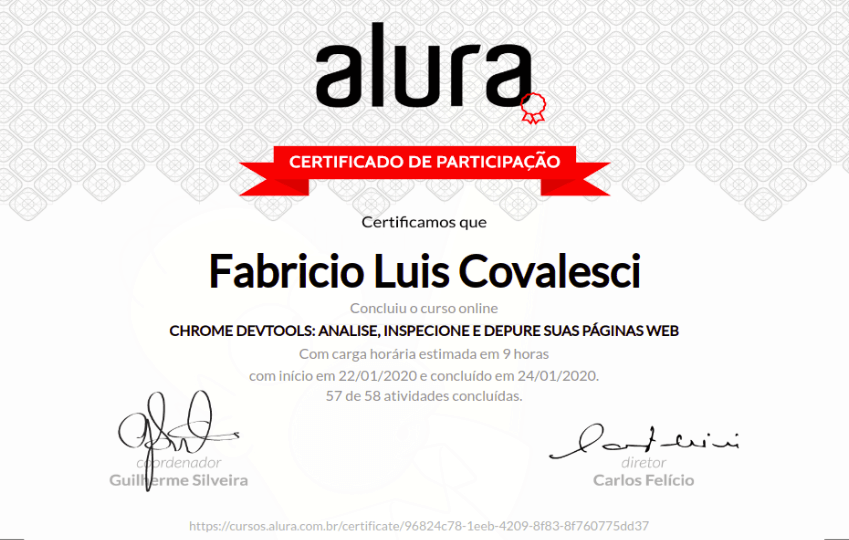 alura
CERTIFICADO DE PARTICIPAÇÃO
Certificamos que
Fabricio Luis Covalesci
Concluiu o curso online
CHROME DEVTOOLS: ANALISE, INSPECIONE E DEPURE SUAS PÁGINAS WEB
Com carga horária estimada em 9 horas
com início em 22/01/2020 e concluído em 24/01/2020.
57 de 58 atividades concluídas.
coordenador
Guilherme Silveira
diretor
Carlos Felício
https://cursos.alura.com.br/certificate/96824c78-1eeb-4209-8f83-8f760775dd37